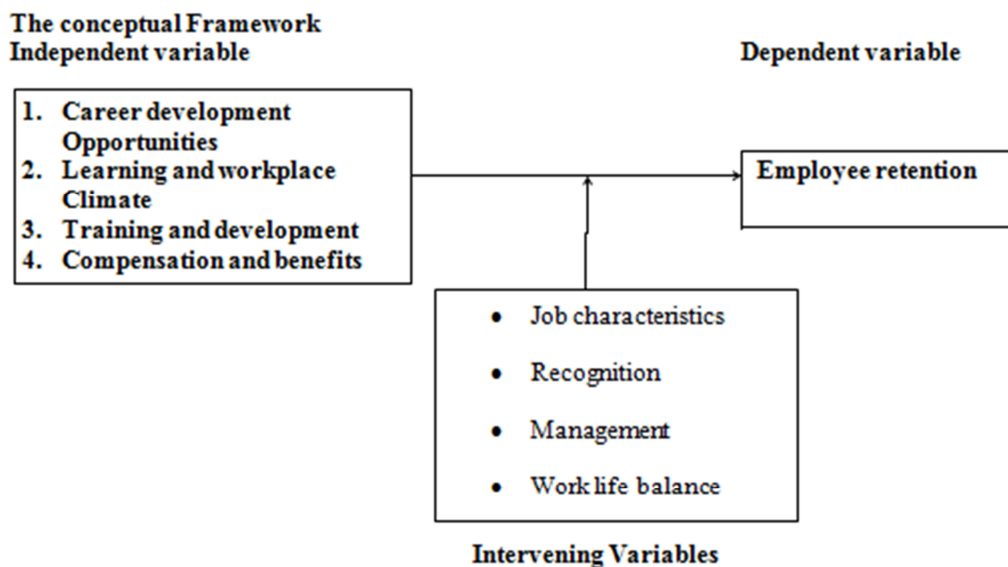 The conceptual Framework
Independent variable
Dependent variable
1. Career development
Opportunities
2. Learning and workplace
Climate
3. Training and development
4. Compensation and benefits
Employee retention
• Job characteristics
• Recognition
• Management
• Work life balance
Intervening Variables